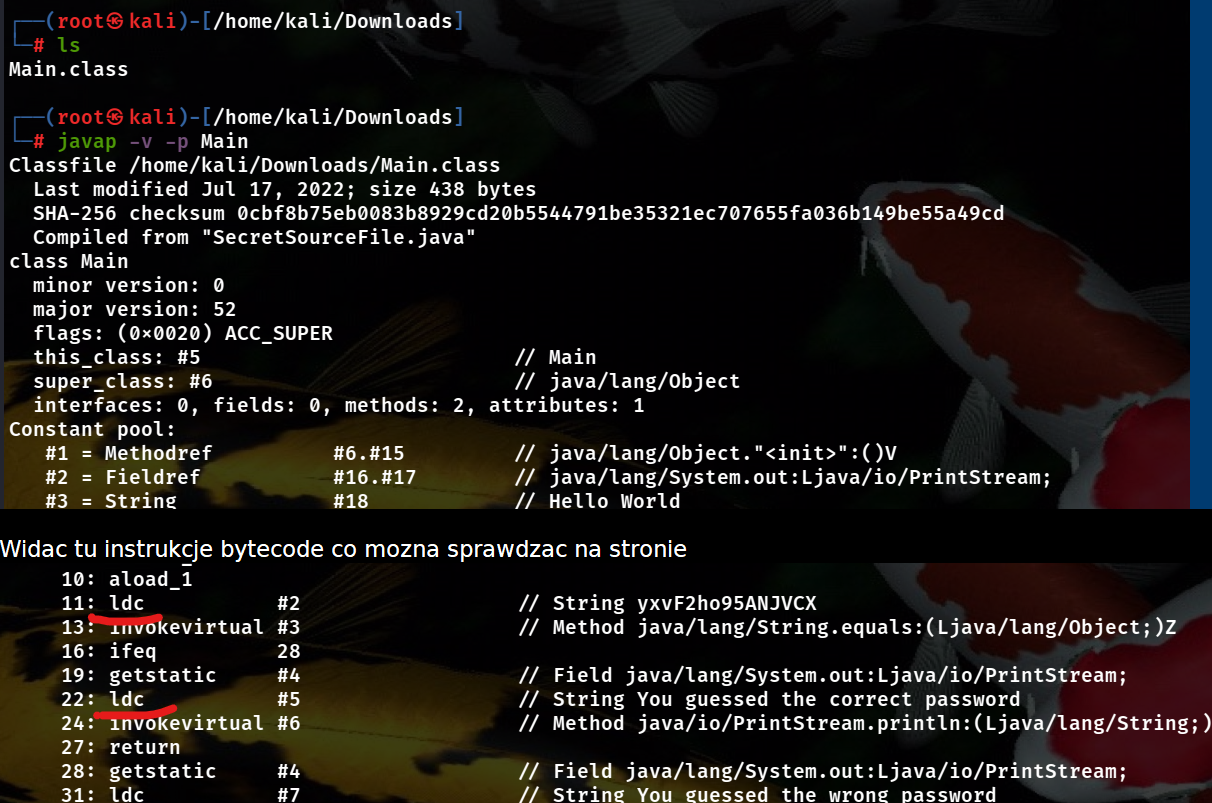 ┌──(root㉿kali)-[/home/kali/Downloads]
└─# ls
Main.class
┌──(root㉿kali)-[/home/kali/Downloads]
└─# javap -v -p Main
Classfile /home/kali/Downloads/Main.class
  Last modified Jul 17, 2022; size 438 bytes
  SHA-256 checksum 0cbf8b75eb0083b8929cd20b5544791be35321ec707655fa036b149be55a49cd
  Compiled from "SecretSourceFile.java"
class Main
  minor version: 0
  major version: 52
  flags: (0×0020) ACC_SUPER
  this_class: #5                          // Main
  super_class: #6                         // java/lang/Object
  interfaces: 0, fields: 0, methods: 2, attributes: 1
Constant pool:
   #1 = Methodref          #6.#15         // java/lang/Object."<init>":()V
   #2 = Fieldref           #16.#17        // java/lang/System.out:Ljava/io/PrintStream;
   #3 = String             #18            // Hello World
Widac tu instrukcje bytecode co mozna sprawdzac na stronie
10: aload_1
11: ldc           #2                  // String yxvF2ho95ANJVCX
13: invokevirtual #3                  // Method java/lang/String.equals:(Ljava/lang/Object;)Z
16: ifeq          28
19: getstatic     #4                  // Field java/lang/System.out:Ljava/io/PrintStream;
22: ldc           #5                  // String You guessed the correct password
24: invokevirtual #6                  // Method java/io/PrintStream.println:(Ljava/lang/String;)
27: return
28: getstatic     #4                  // Field java/lang/System.out:Ljava/io/PrintStream;
31: ldc           #7                  // String You guessed the wrong password